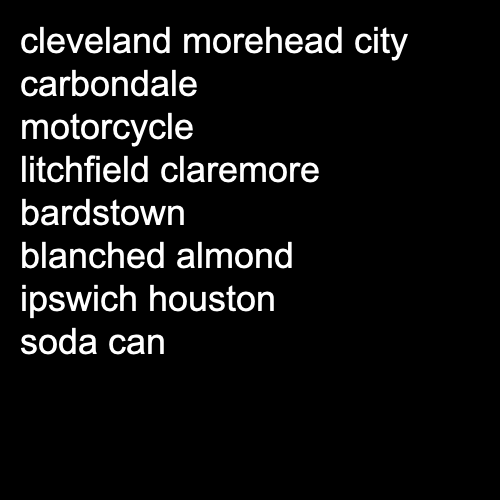 cleveland morehead city
carbondale
motorcycle
litchfield claremore
bardstown
blanched almond
ipswich houston
soda can